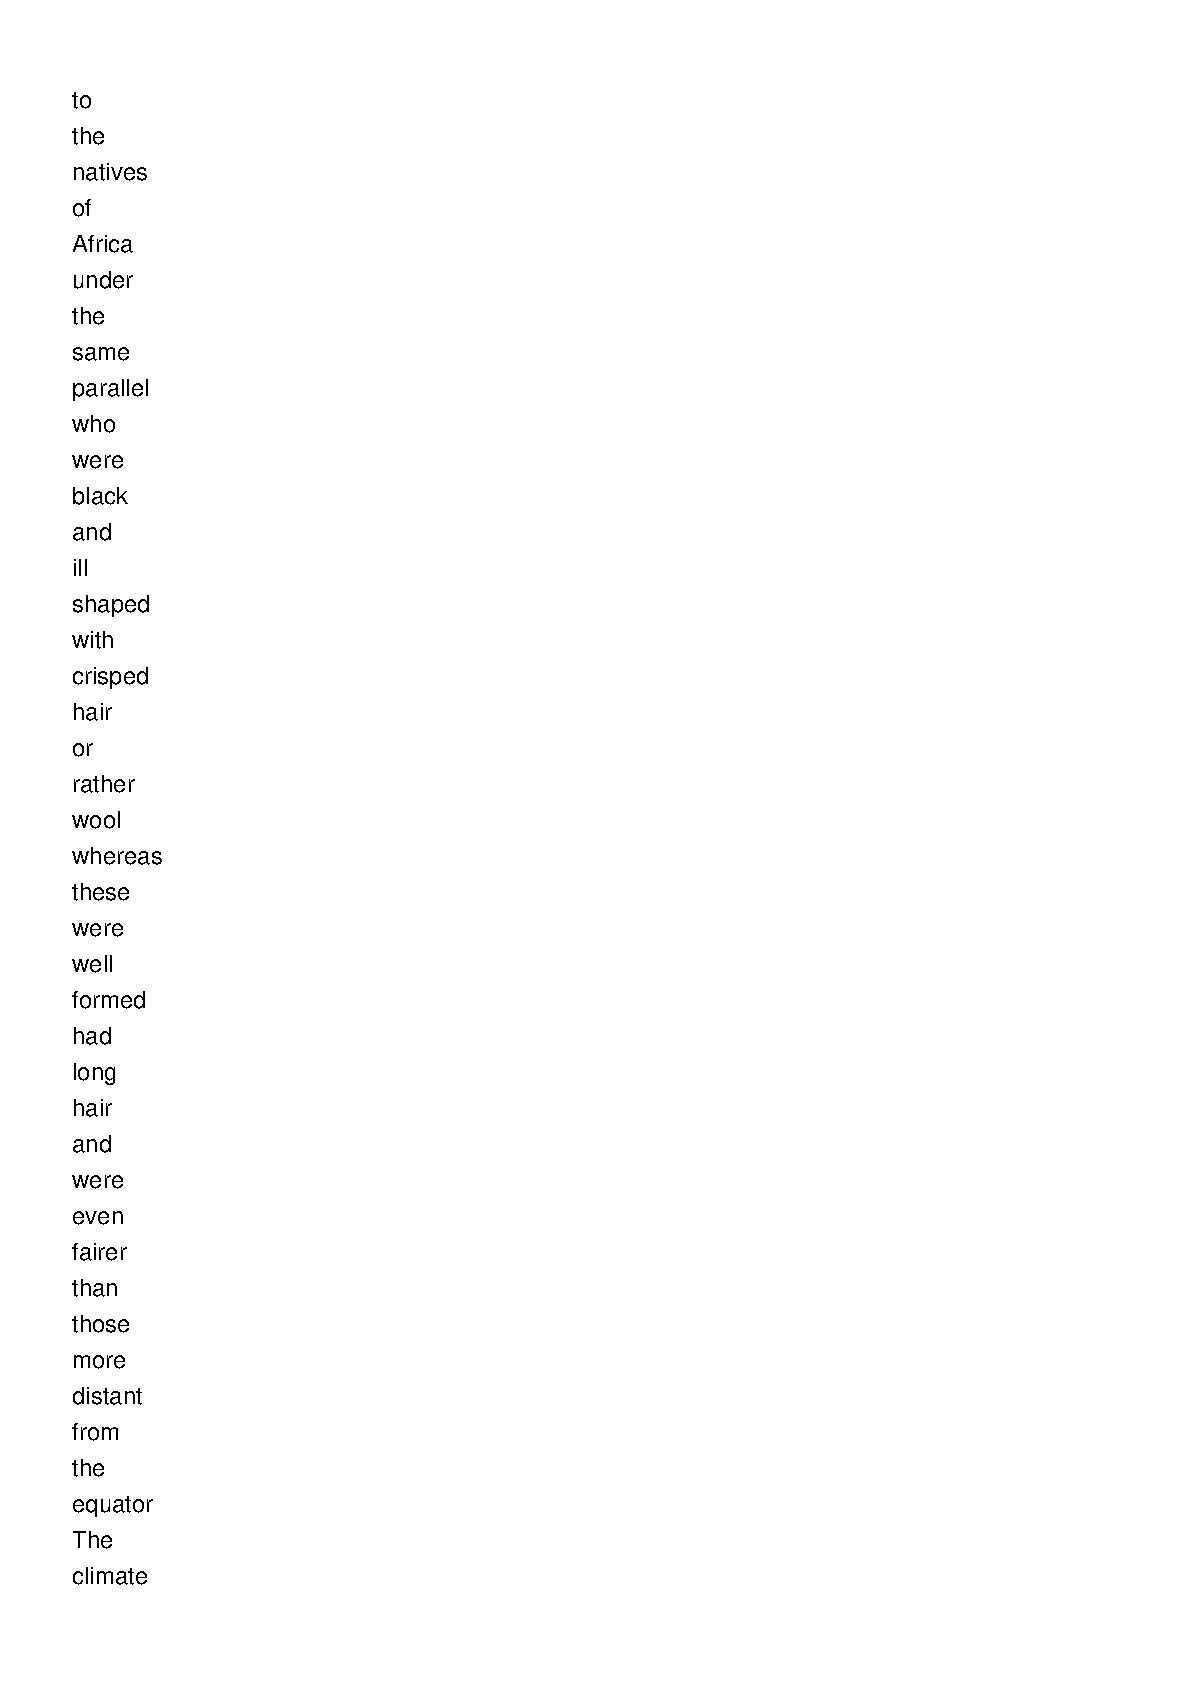 to
the
natives
of
Africa
under
the
same
parallel
who
were
black
and
ill
shaped
with
crisped
hair
or
rather
wool
whereas
these
were
well
formed
had
long
hair
and
were
even
fairer
than
those
more
distant
from
the
equator
The
climate